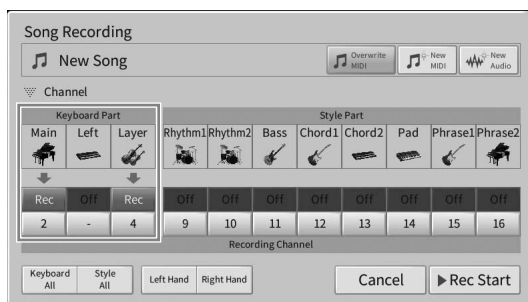 Song Recording
New Song
Overwrite
MIDI
New
MIDI
New
Audio
Channel
Keyboard Part
Style Part
Main Left Layer Rhythm1 Rhythm2 Bass Chord1 Chord2 Pad Phrase1 Phrase2
Rec Off Rec Off Off Off Off Off Off Off Off
2 - 4 9 10 11 12 13 14 15 16
Recording Channel
Keyboard
All
Style
All
Left Hand Right Hand
Cancel
Rec Start